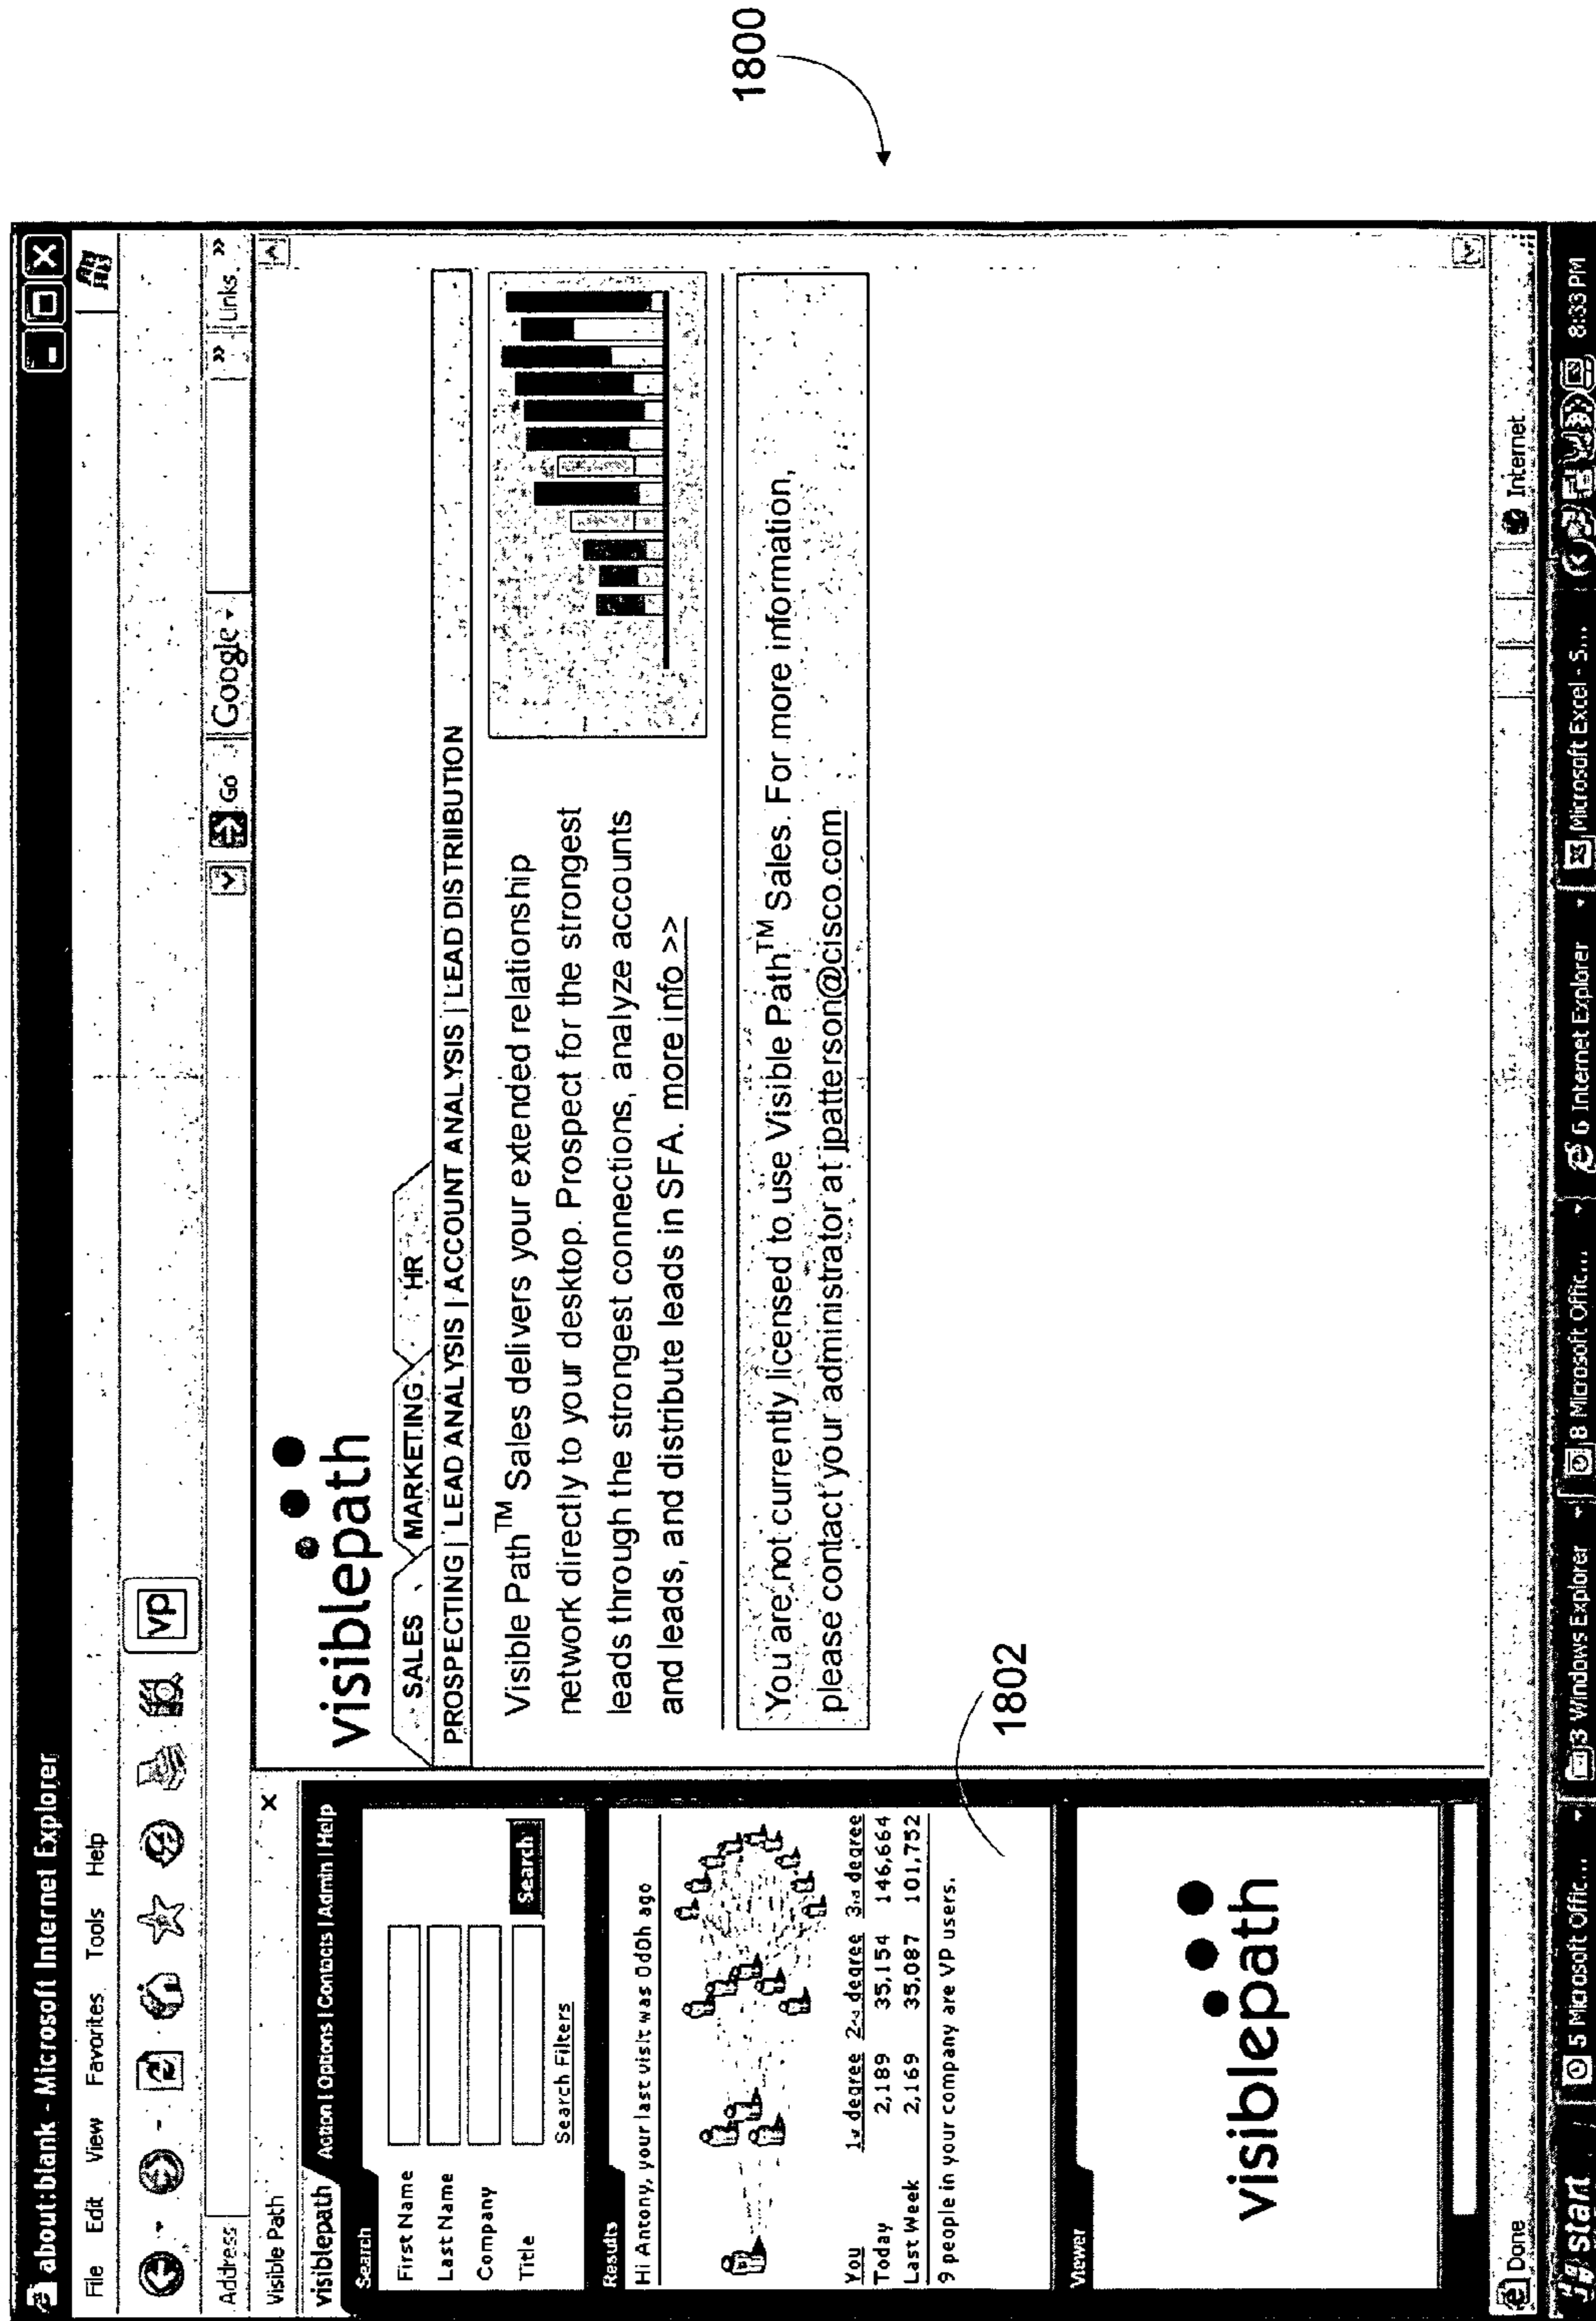 1800
about:blank - Microsoft Internet Explorer
File Edit View Favorites Tools Help
vp
Address Go Google Links
Visible Path
visiblepath Action | Options | Contacts | Admin | Help
Search
First Name
Last Name
Company
Title
Search
Search Filters
Results
Hi Antony, your last visit was 0d0h ago
You 1st degree 2nd degree 3rd degree
Today 2,189 35,154 146,664
Last Week 2,169 35,087 101,752
9 people in your company are VP users.
1802
Viewer
visiblepath
visiblepath
SALES MARKETING HR
PROSPECTING | LEAD ANALYSIS | ACCOUNT ANALYSIS | LEAD DISTRIIBUTION
Visible Path™ Sales delivers your extended relationship
network directly to your desktop. Prospect for the strongest
leads through the strongest connections, analyze accounts
and leads, and distribute leads in SFA. more info >>
You are not currently licensed to use Visible Path™ Sales. For more information,
please contact your administrator at jpatterson@cisco.com
Done Internet
start 5 Microsoft Offic... 3 Windows Explorer 8 Microsoft Offic... 6 Internet Explorer Microsoft Excel - S... 8:33 PM